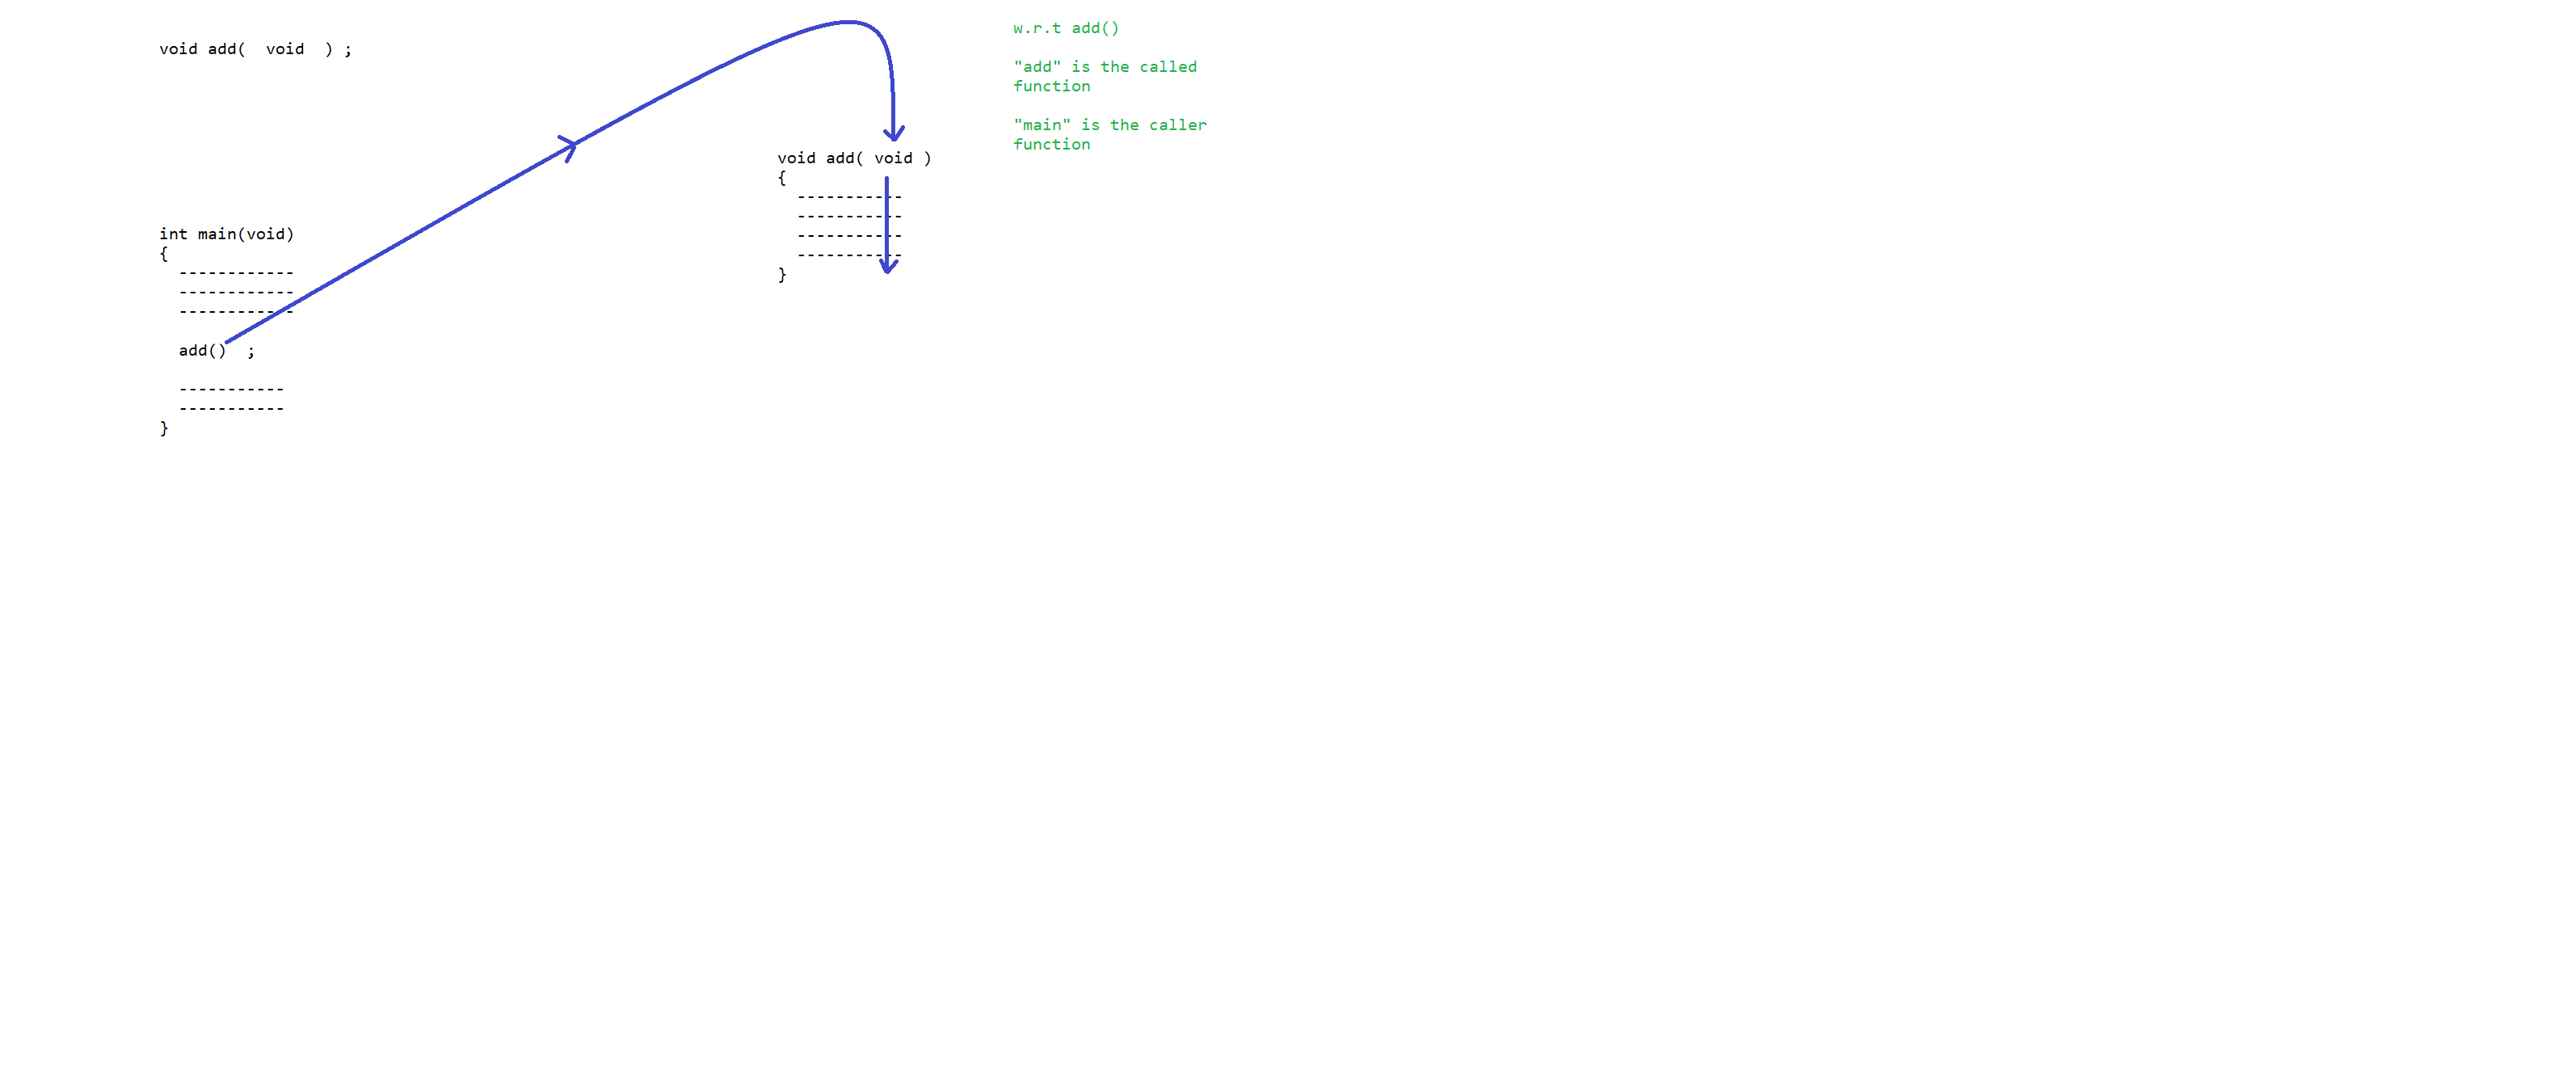 void add(  void  ) ;
int main(void)
{
  ------------
  ------------
  ------------
  add()  ;
  -----------
  -----------
}
void add( void )
{
  -----------
  -----------
  -----------
  -----------
}
w.r.t add()
"add" is the called
function
"main" is the caller
function